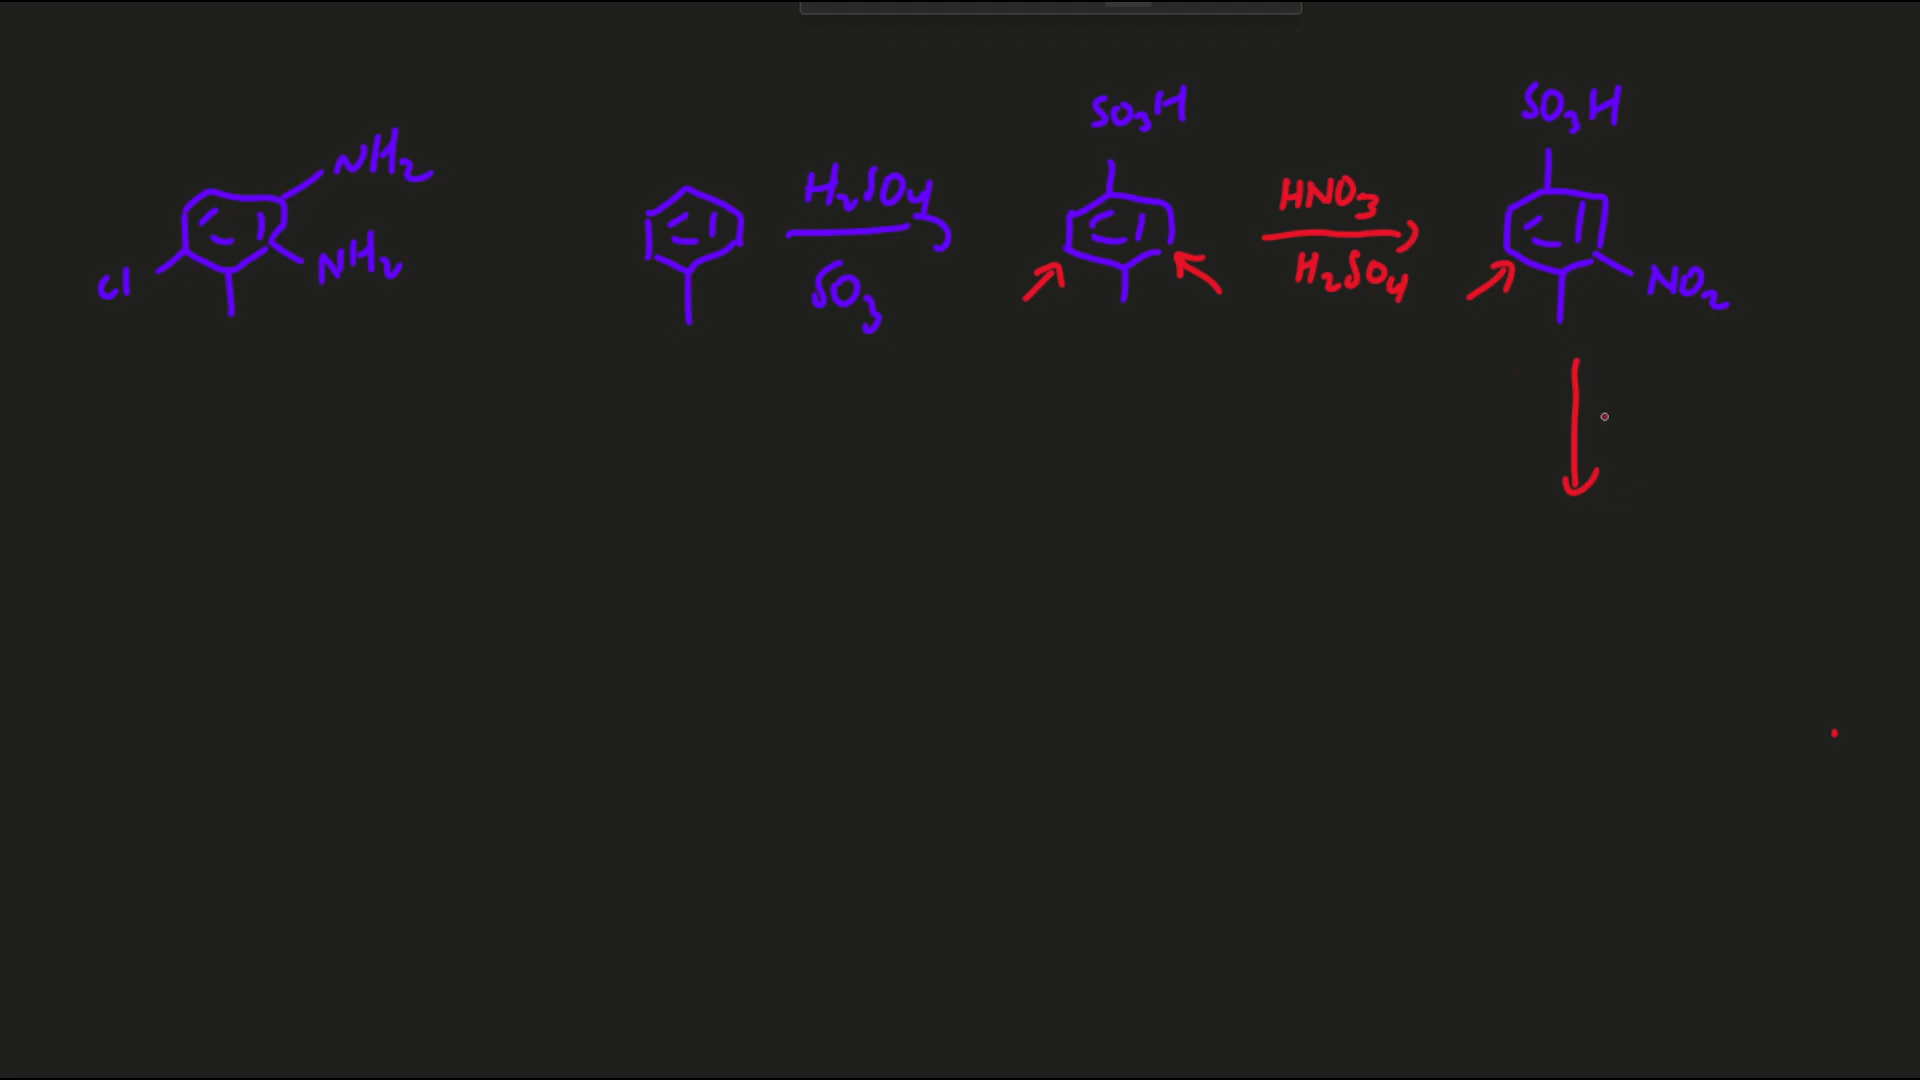 NH₂
NH₂
Cl
H₂SO₄
SO₃
SO₃H
HNO₃
H₂SO₄
SO₃H
NO₂